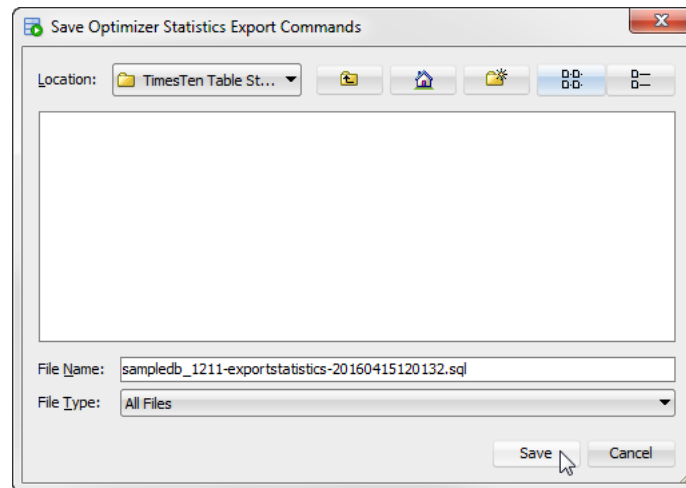 Save Optimizer Statistics Export Commands
Location: TimesTen Table St...
File Name: sampledb_1211-exportstatistics-20160415120132.sql
File Type: All Files
Save Cancel